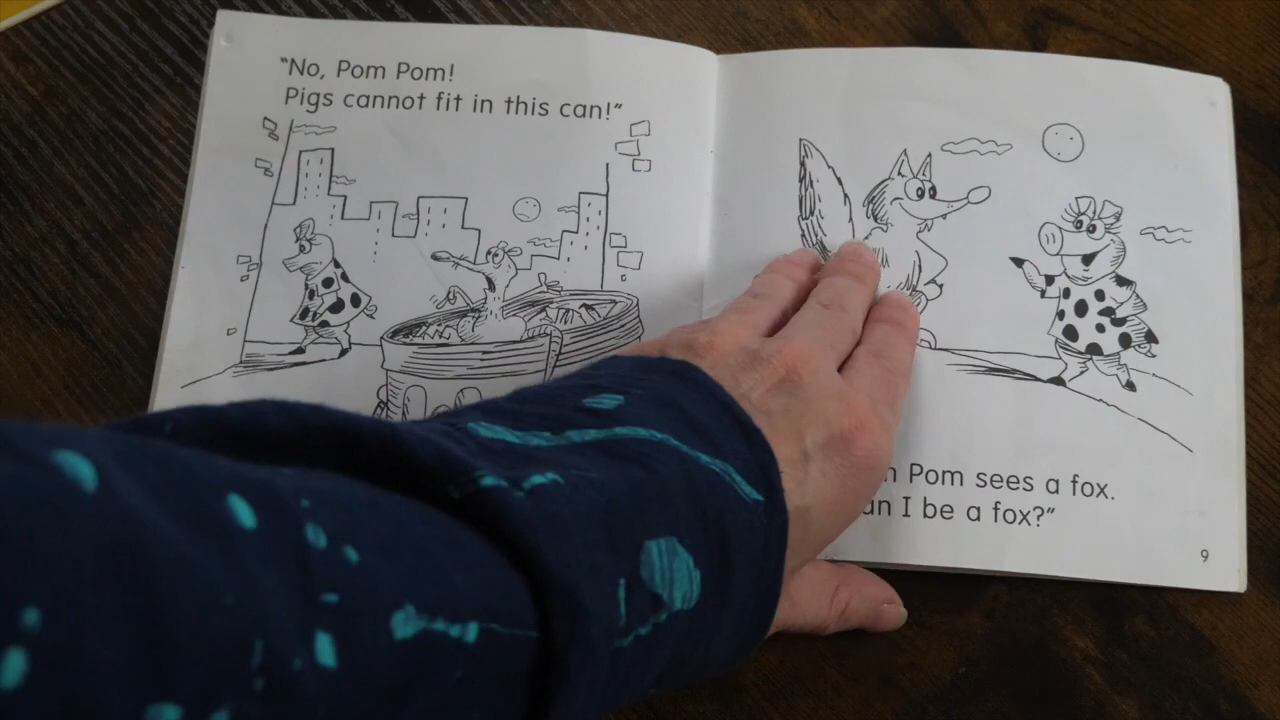 “No, Pom Pom!
Pigs cannot fit in this can!”
Pom sees a fox.
I be a fox?”
9